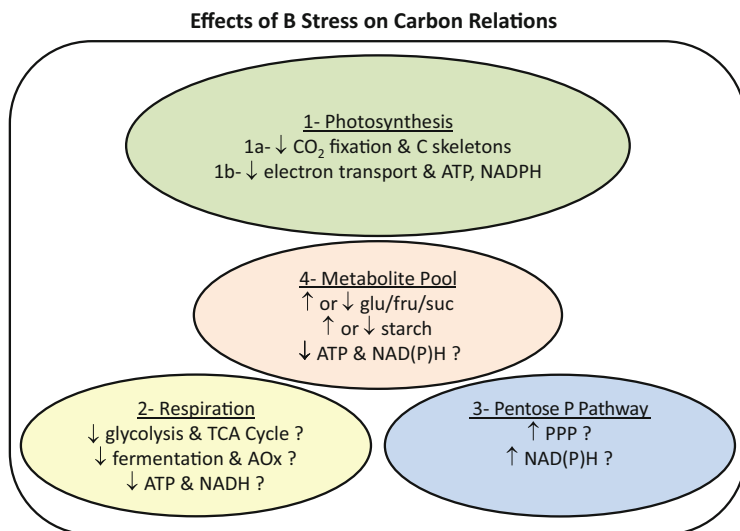 Effects of B Stress on Carbon Relations
1- Photosynthesis
1a- ↓ CO₂ fixation & C skeletons
1b- ↓ electron transport & ATP, NADPH
4- Metabolite Pool
↑ or ↓ glu/fru/suc
↑ or ↓ starch
↓ ATP & NAD(P)H ?
2- Respiration
↓ glycolysis & TCA Cycle ?
↓ fermentation & AOx ?
↓ ATP & NADH ?
3- Pentose P Pathway
↑ PPP ?
↑ NAD(P)H ?